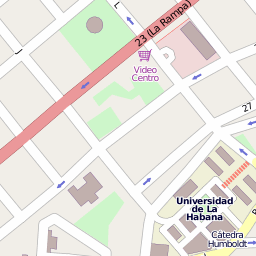 23 (La Rampa)
Video
Centro
27
Universidad
de La
Habana
Cátedra
Humboldt